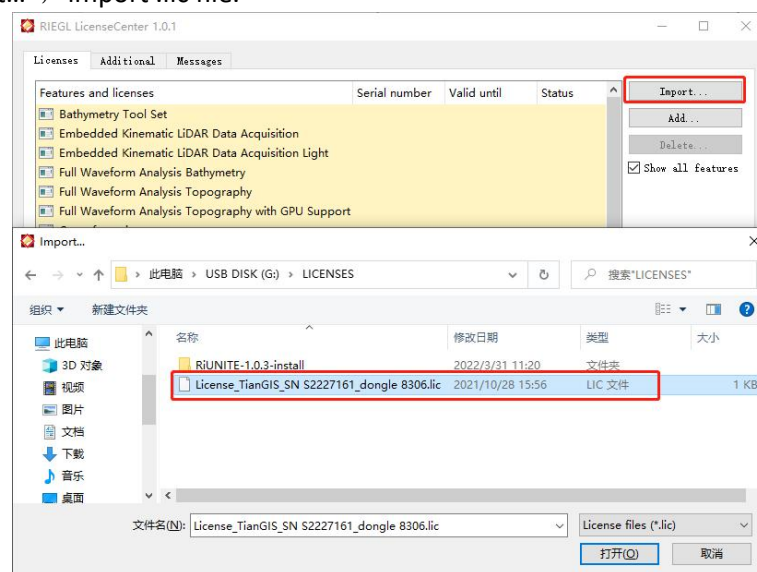 import .lic file.
RIEGL LicenseCenter 1.0.1
Licenses Additional Messages
Features and licenses Serial number Valid until Status
Import...
Bathymetry Tool Set
Add...
Embedded Kinematic LiDAR Data Acquisition
Delete...
Embedded Kinematic LiDAR Data Acquisition Light
Show all features
Full Waveform Analysis Bathymetry
Full Waveform Analysis Topography
Full Waveform Analysis Topography with GPU Support
Import...
此电脑 › USB DISK (G:) › LICENSES
搜索"LICENSES"
组织 新建文件夹
名称 修改日期 类型 大小
此电脑
RiUNITE-1.0.3-install 2022/3/31 11:20 文件夹
3D 对象
License_TianGIS_SN S2227161_dongle 8306.lic 2021/10/28 15:56 LIC 文件 1 KB
视频
图片
文档
下载
音乐
桌面
文件名(N): License_TianGIS_SN S2227161_dongle 8306.lic License files (*.lic)
打开(O) 取消